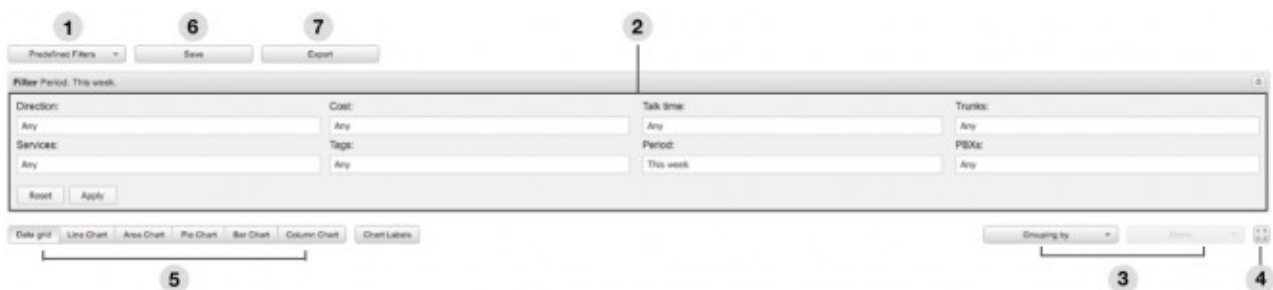 1 6 7 2
Predefined Filters Save Export
Filter Period: This week.
Direction: Cost: Talk time: Trunks:
Any Any Any Any
Services: Tags: Period: PBXs:
Any Any This week Any
Reset Apply
Data grid Line Chart Area Chart Pie Chart Bar Chart Column Chart Chart Labels Grouping by
5 3 4